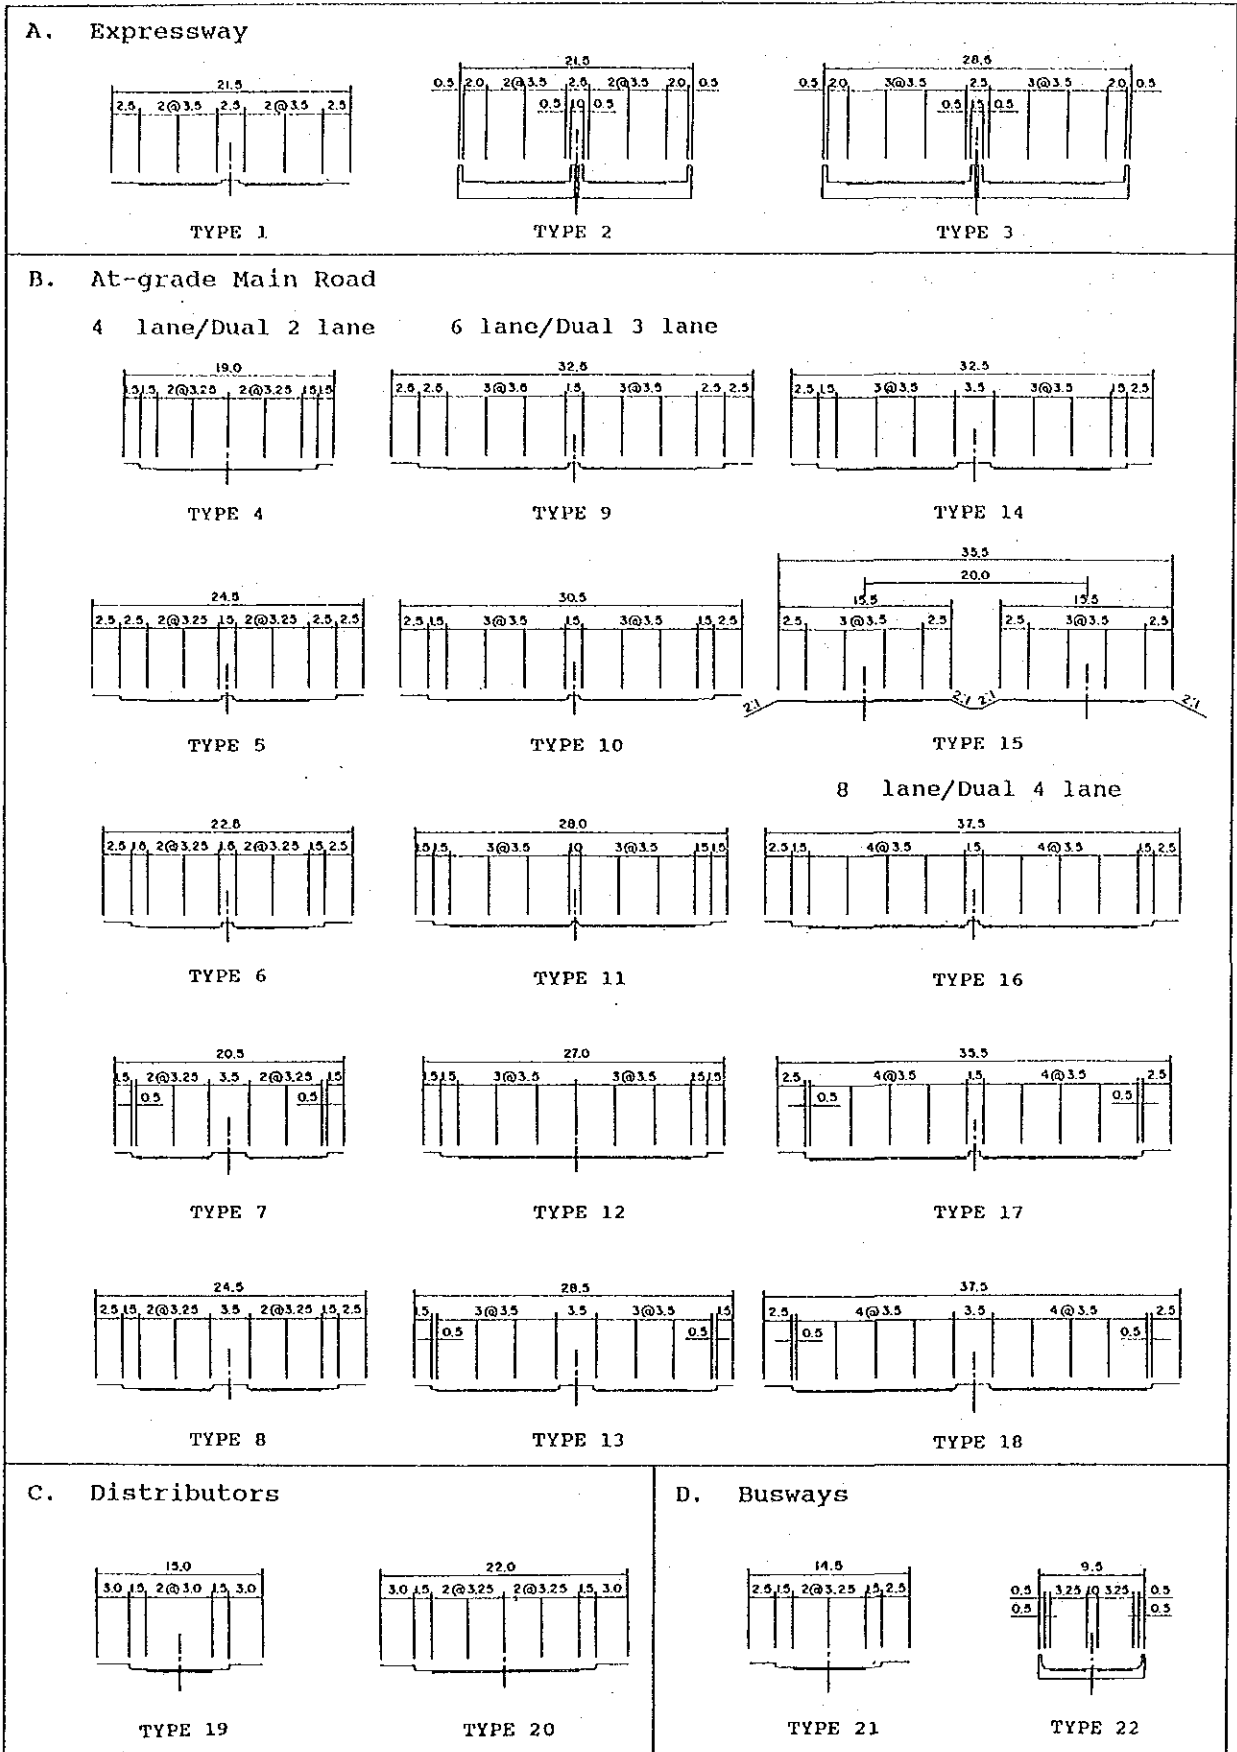 A. Expressway
21.5
2.5 2@3.5 2.5 2@3.5 2.5
TYPE 1
21.5
0.5 2.0 2@3.5 2.5 2@3.5 2.0 0.5
0.5 10 0.5
TYPE 2
28.5
0.5 2.0 3@3.5 2.5 3@3.5 2.0 0.5
0.5 1.5 0.5
TYPE 3
B. At-grade Main Road
4 lane/Dual 2 lane 6 lane/Dual 3 lane
19.0
1.5 1.5 2@3.25 2@3.25 1.5 1.5
TYPE 4
32.5
2.5 2.5 3@3.5 1.5 3@3.5 2.5 2.5
TYPE 9
32.5
2.5 1.5 3@3.5 3.5 3@3.5 1.5 2.5
TYPE 14
24.5
2.5 2.5 2@3.25 1.5 2@3.25 2.5 2.5
TYPE 5
30.5
2.5 1.5 3@3.5 1.5 3@3.5 1.5 2.5
TYPE 10
35.5
20.0
15.5 15.5
2.5 3@3.5 2.5 2.5 3@3.5 2.5
2:1 2:1 2:1 2:1
TYPE 15
8 lane/Dual 4 lane
22.5
2.5 1.5 2@3.25 1.5 2@3.25 1.5 2.5
TYPE 6
28.0
1.5 1.5 3@3.5 10 3@3.5 1.5 1.5
TYPE 11
37.5
2.5 1.5 4@3.5 1.5 4@3.5 1.5 2.5
TYPE 16
20.5
1.5 2@3.25 3.5 2@3.25 1.5
0.5 0.5
TYPE 7
27.0
1.5 1.5 3@3.5 3@3.5 1.5 1.5
TYPE 12
35.5
2.5 4@3.5 1.5 4@3.5 2.5
0.5 0.5
TYPE 17
24.5
2.5 1.5 2@3.25 3.5 2@3.25 1.5 2.5
TYPE 8
28.5
1.5 3@3.5 3.5 3@3.5 1.5
0.5 0.5
TYPE 13
37.5
2.5 4@3.5 3.5 4@3.5 2.5
0.5 0.5
TYPE 18
C. Distributors
15.0
3.0 1.5 2@3.0 1.5 3.0
TYPE 19
22.0
3.0 1.5 2@3.25 2@3.25 1.5 3.0
TYPE 20
D. Busways
14.5
2.5 1.5 2@3.25 1.5 2.5
TYPE 21
9.5
0.5 3.25 10 3.25 0.5
0.5 0.5
TYPE 22